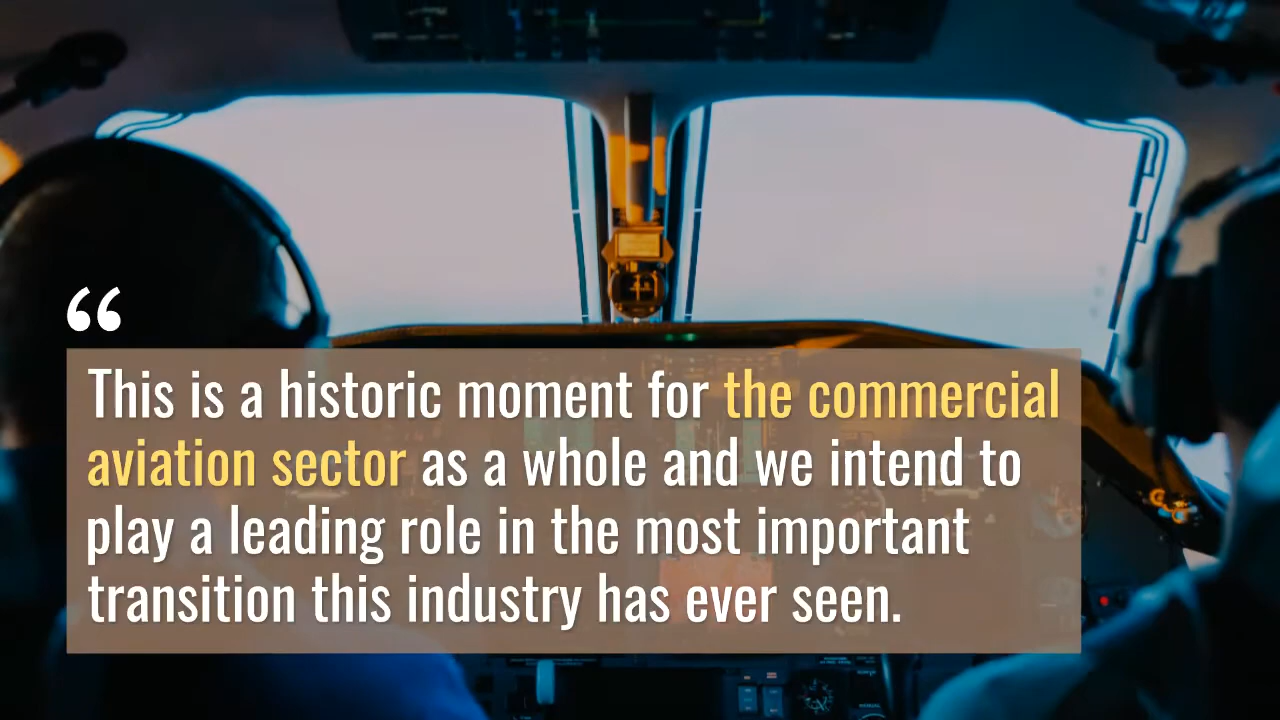 “
This is a historic moment for the commercial
aviation sector as a whole and we intend to
play a leading role in the most important
transition this industry has ever seen.